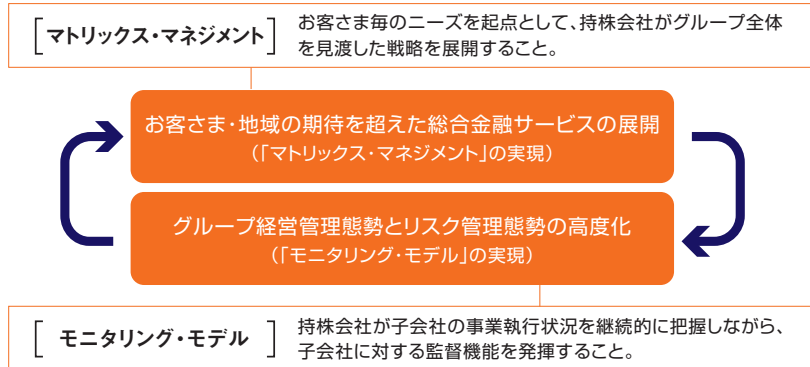 [マトリックス・マネジメント]
お客さま毎のニーズを起点として、持株会社がグループ全体
を見渡した戦略を展開すること。
お客さま・地域の期待を超えた総合金融サービスの展開
（「マトリックス・マネジメント」の実現）
グループ経営管理態勢とリスク管理態勢の高度化
（「モニタリング・モデル」の実現）
[モニタリング・モデル]
持株会社が子会社の事業執行状況を継続的に把握しながら、
子会社に対する監督機能を発揮すること。